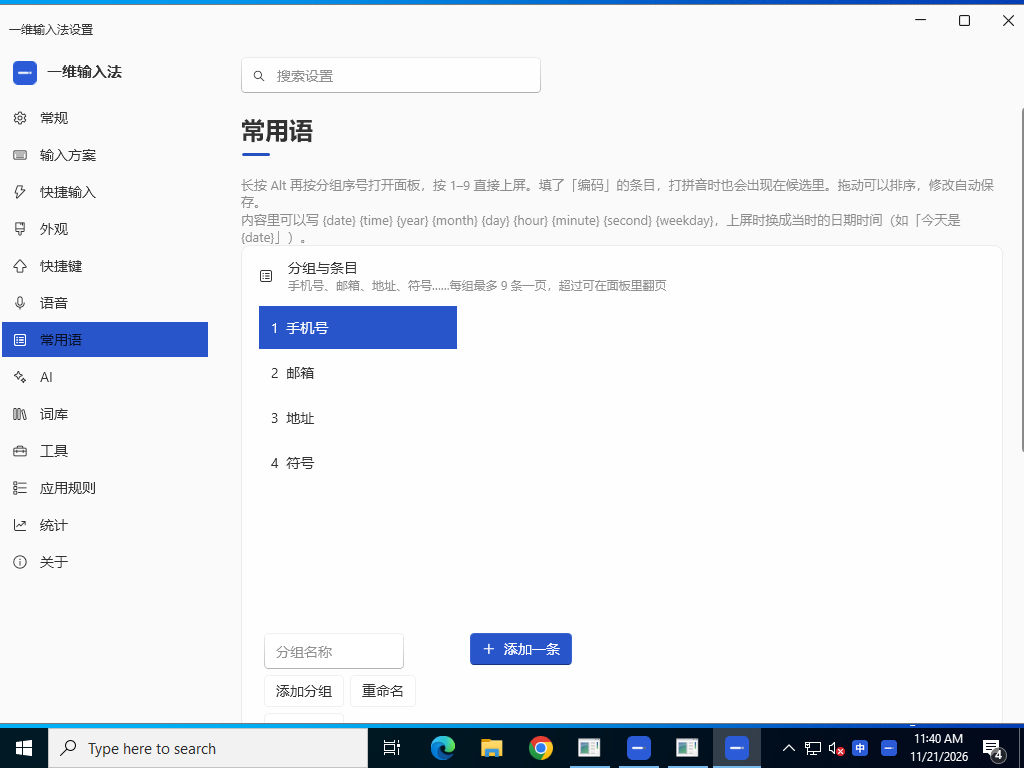 一维输入法设置
一维输入法
搜索设置
常规
输入方案
快捷输入
外观
快捷键
语音
常用语
AI
词库
工具
应用规则
统计
关于
常用语
长按 Alt 再按分组序号打开面板，按 1–9 直接上屏。填了「编码」的条目，打拼音时也会出现在候选里。拖动可以排序，修改自动保
存。
内容里可以写 {date} {time} {year} {month} {day} {hour} {minute} {second} {weekday}，上屏时换成当时的日期时间（如「今天是
{date}」）。
分组与条目
手机号、邮箱、地址、符号……每组最多 9 条一页，超过可在面板里翻页
1 手机号
2 邮箱
3 地址
4 符号
分组名称
添加一条
添加分组
重命名
Type here to search
中
11:40 AM
11/21/2026
4